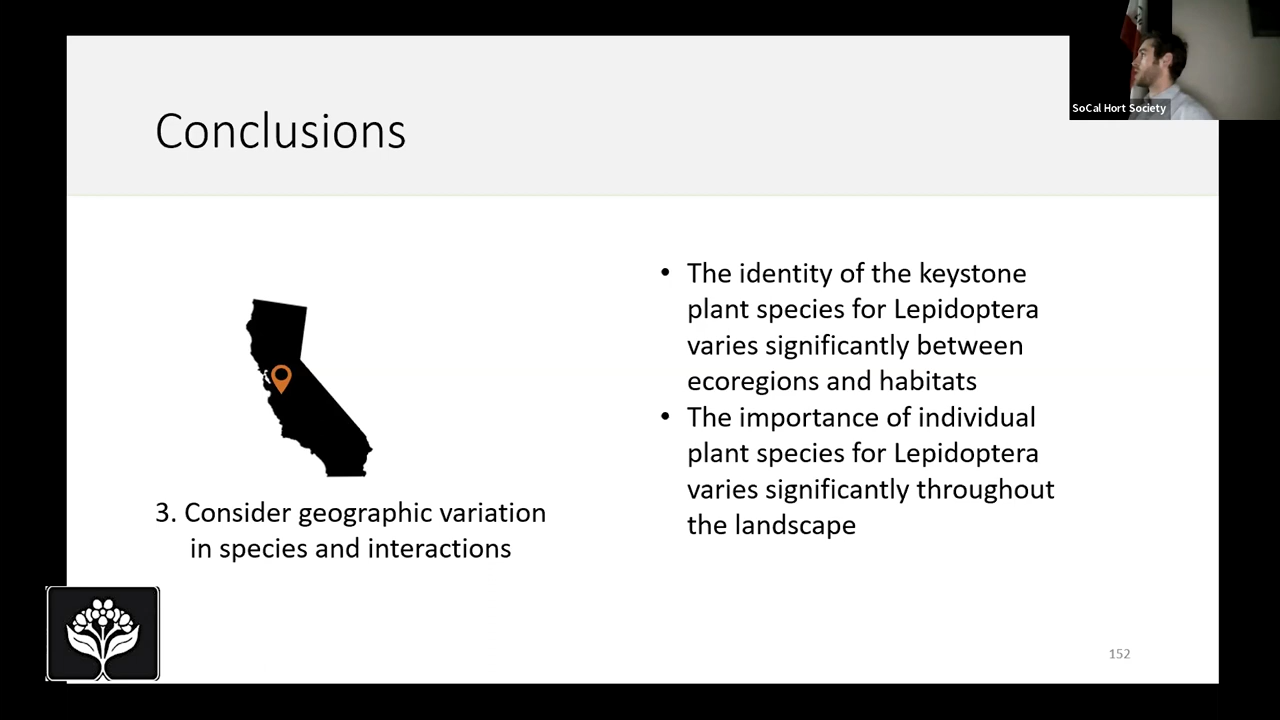 SoCal Hort Society
Conclusions
3. Consider geographic variation
in species and interactions
• The identity of the keystone
plant species for Lepidoptera
varies significantly between
ecoregions and habitats
• The importance of individual
plant species for Lepidoptera
varies significantly throughout
the landscape
152